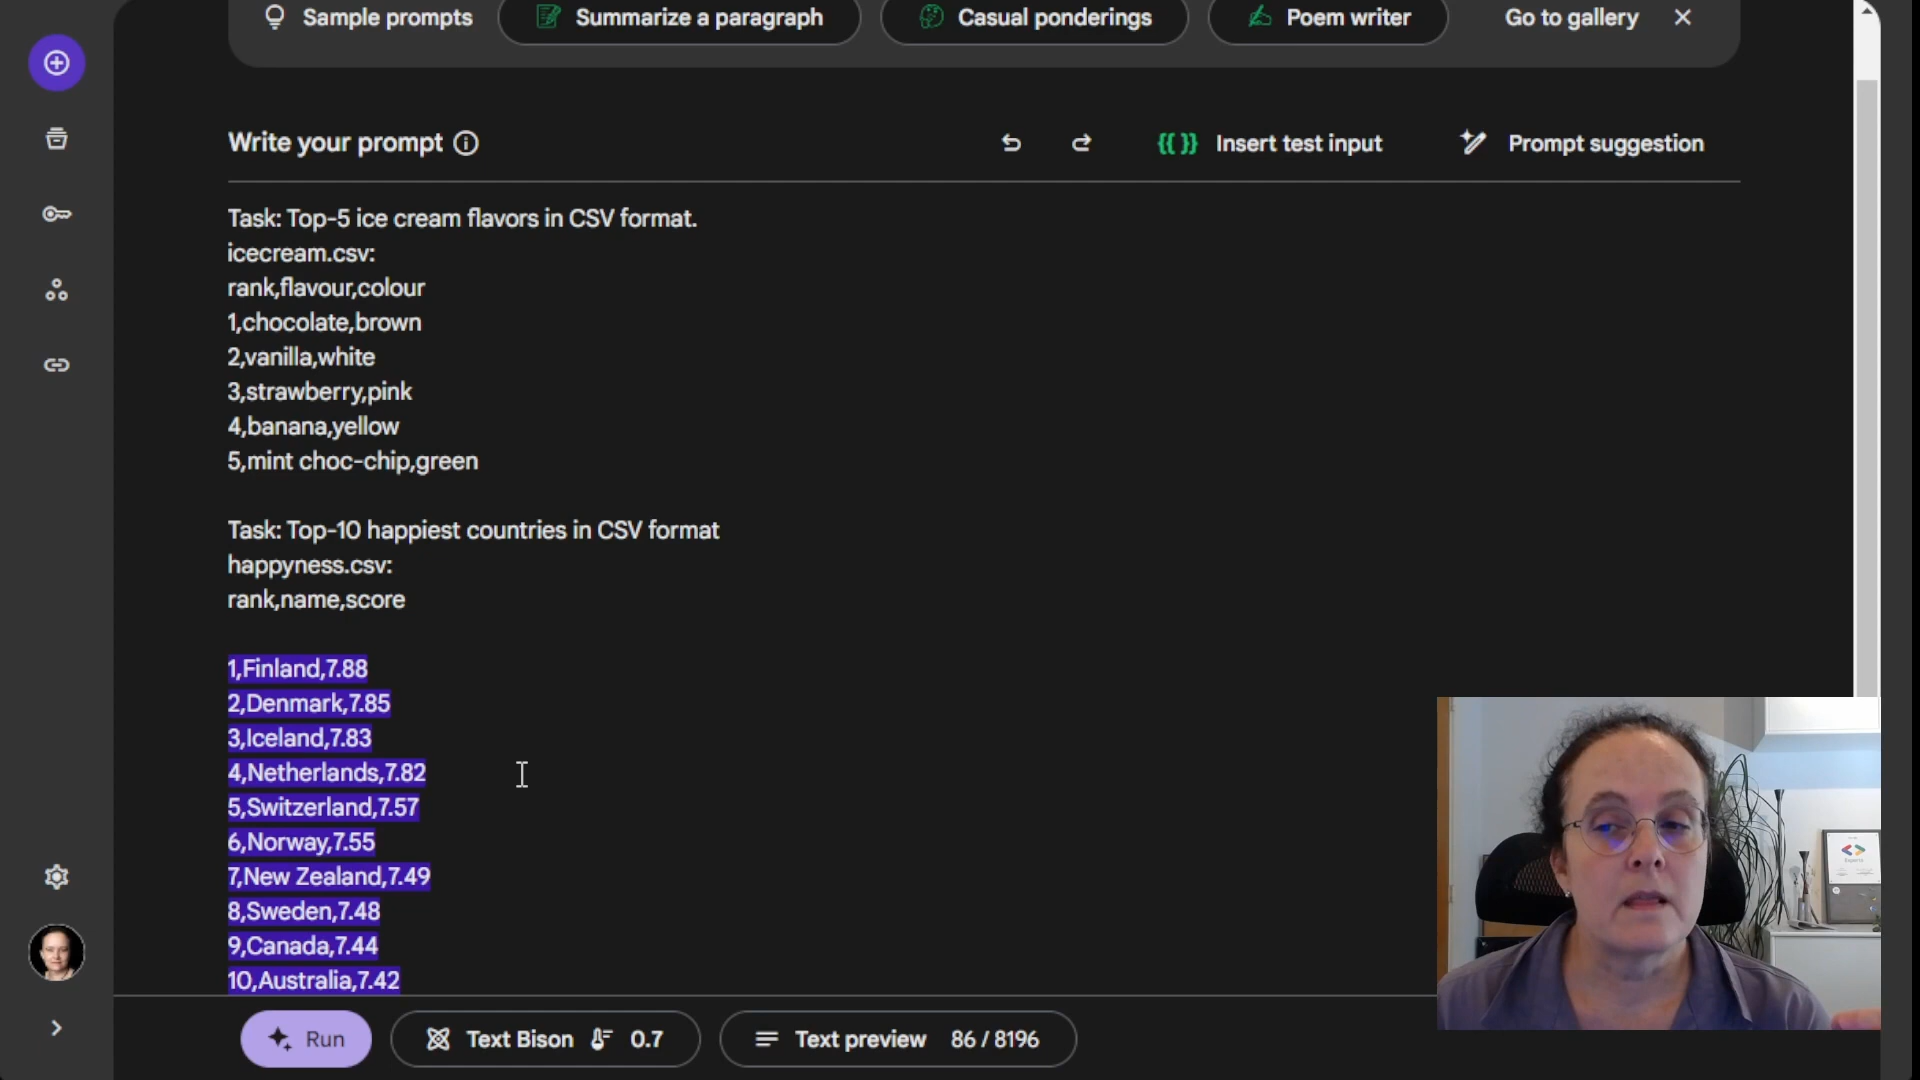 Sample prompts
Summarize a paragraph
Casual ponderings
Poem writer
Go to gallery
Write your prompt
{{ }} Insert test input
Prompt suggestion
Task: Top-5 ice cream flavors in CSV format.
icecream.csv:
rank,flavour,colour
1,chocolate,brown
2,vanilla,white
3,strawberry,pink
4,banana,yellow
5,mint choc-chip,green
Task: Top-10 happiest countries in CSV format
happyness.csv:
rank,name,score
1,Finland,7.88
2,Denmark,7.85
3,Iceland,7.83
4,Netherlands,7.82
5,Switzerland,7.57
6,Norway,7.55
7,New Zealand,7.49
8,Sweden,7.48
9,Canada,7.44
10,Australia,7.42
Run
Text Bison 0.7
Text preview 86 / 8196